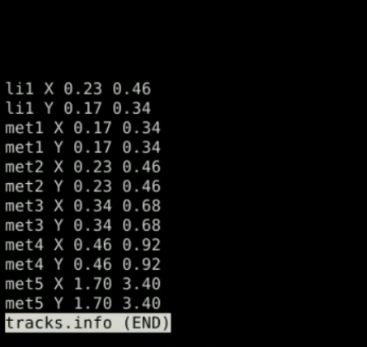 li1 X 0.23 0.46
li1 Y 0.17 0.34
met1 X 0.17 0.34
met1 Y 0.17 0.34
met2 X 0.23 0.46
met2 Y 0.23 0.46
met3 X 0.34 0.68
met3 Y 0.34 0.68
met4 X 0.46 0.92
met4 Y 0.46 0.92
met5 X 1.70 3.40
met5 Y 1.70 3.40
tracks.info (END)